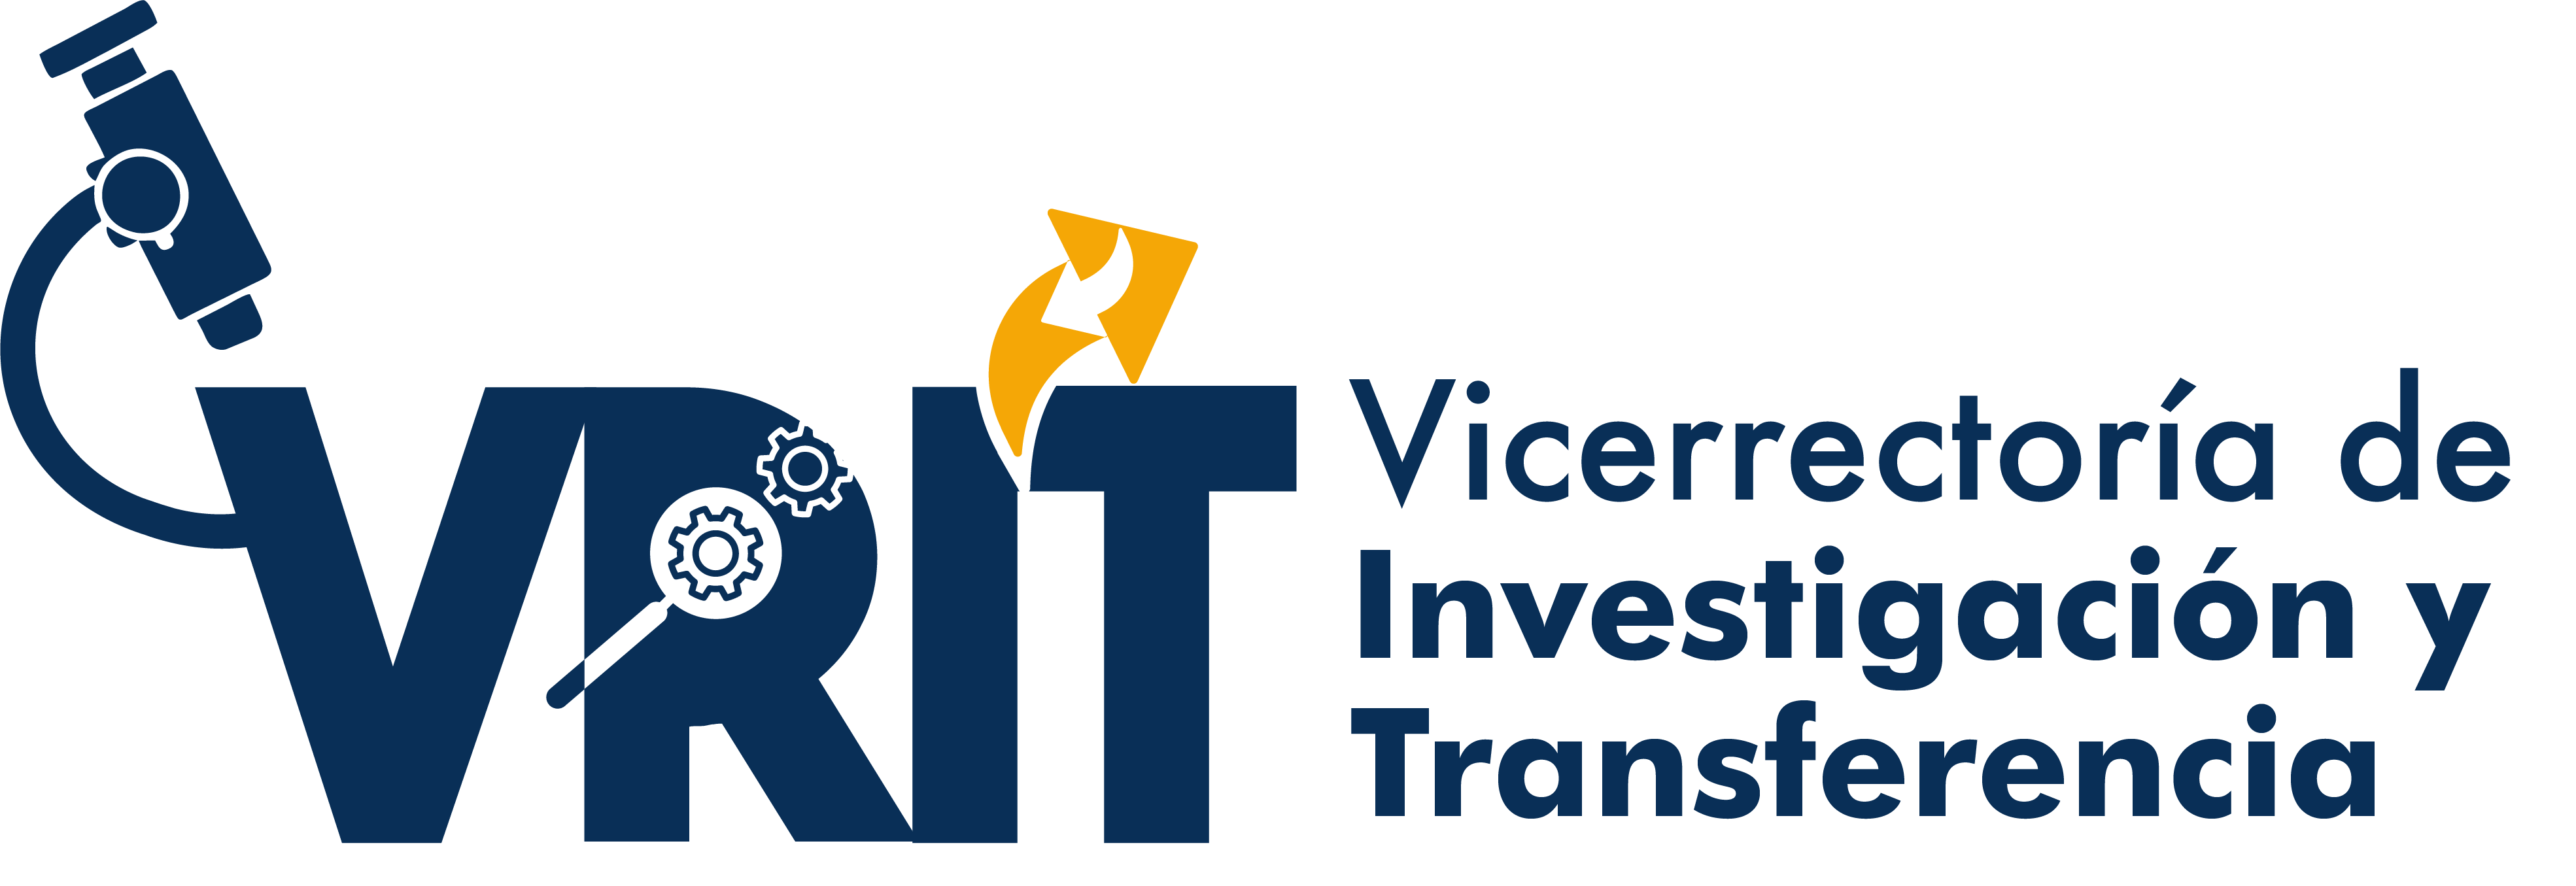 VRIT
Vicerrectoría de
Investigación y
Transferencia